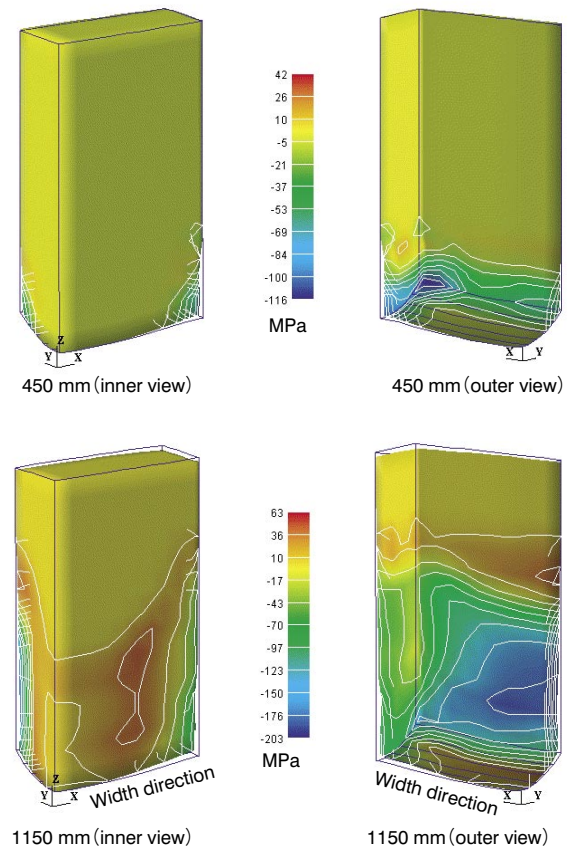 42
26
10
-5
-21
-37
-53
-69
-84
-100
-116
MPa
Z
Y X
X Y
450 mm(inner view)
450 mm(outer view)
63
36
10
-17
-43
-70
-97
-123
-150
-176
-203
MPa
Z
Y X
Width direction
Width direction
X Y
1150 mm(inner view)
1150 mm(outer view)